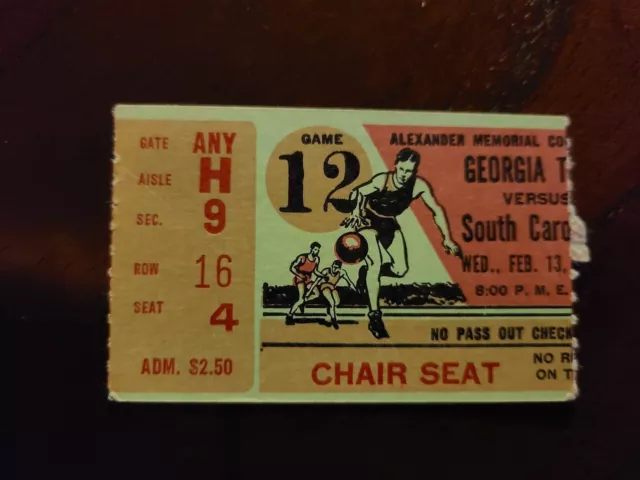 GATE ANY
AISLE H
SEC. 9
ROW 16
SEAT 4
ADM. $2.50
GAME
12
ALEXANDER MEMORIAL CO
GEORGIA T
VERSUS
South Caro
WED., FEB. 13,
8:00 P. M. E.
NO PASS OUT CHECK
CHAIR SEAT
NO R
ON T